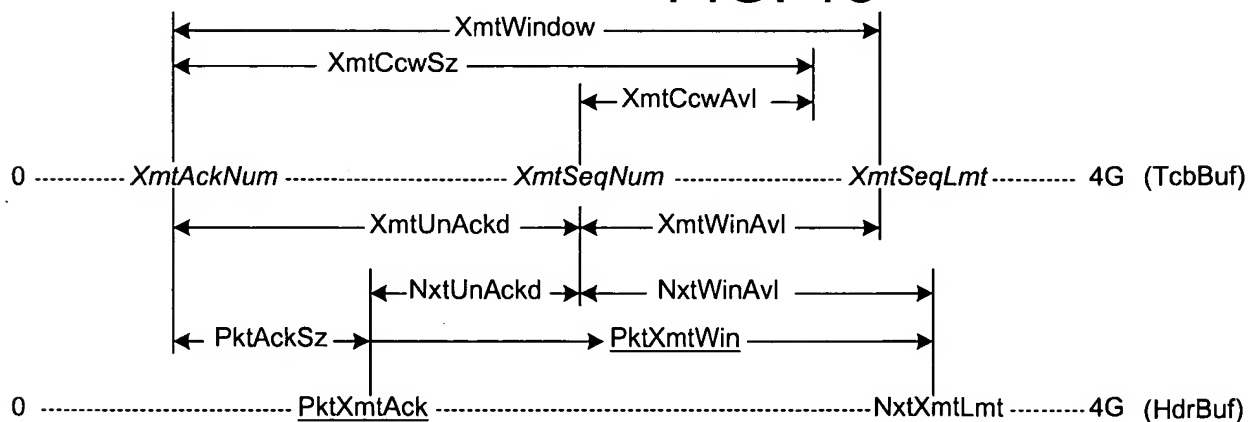 XmtWindow
XmtCcwSz
XmtCcwAvl
0 XmtAckNum XmtSeqNum XmtSeqLmt 4G (TcbBuf)
XmtUnAckd XmtWinAvl
NxtUnAckd NxtWinAvl
PktAckSz PktXmtWin
0 PktXmtAck NxtXmtLmt 4G (HdrBuf)